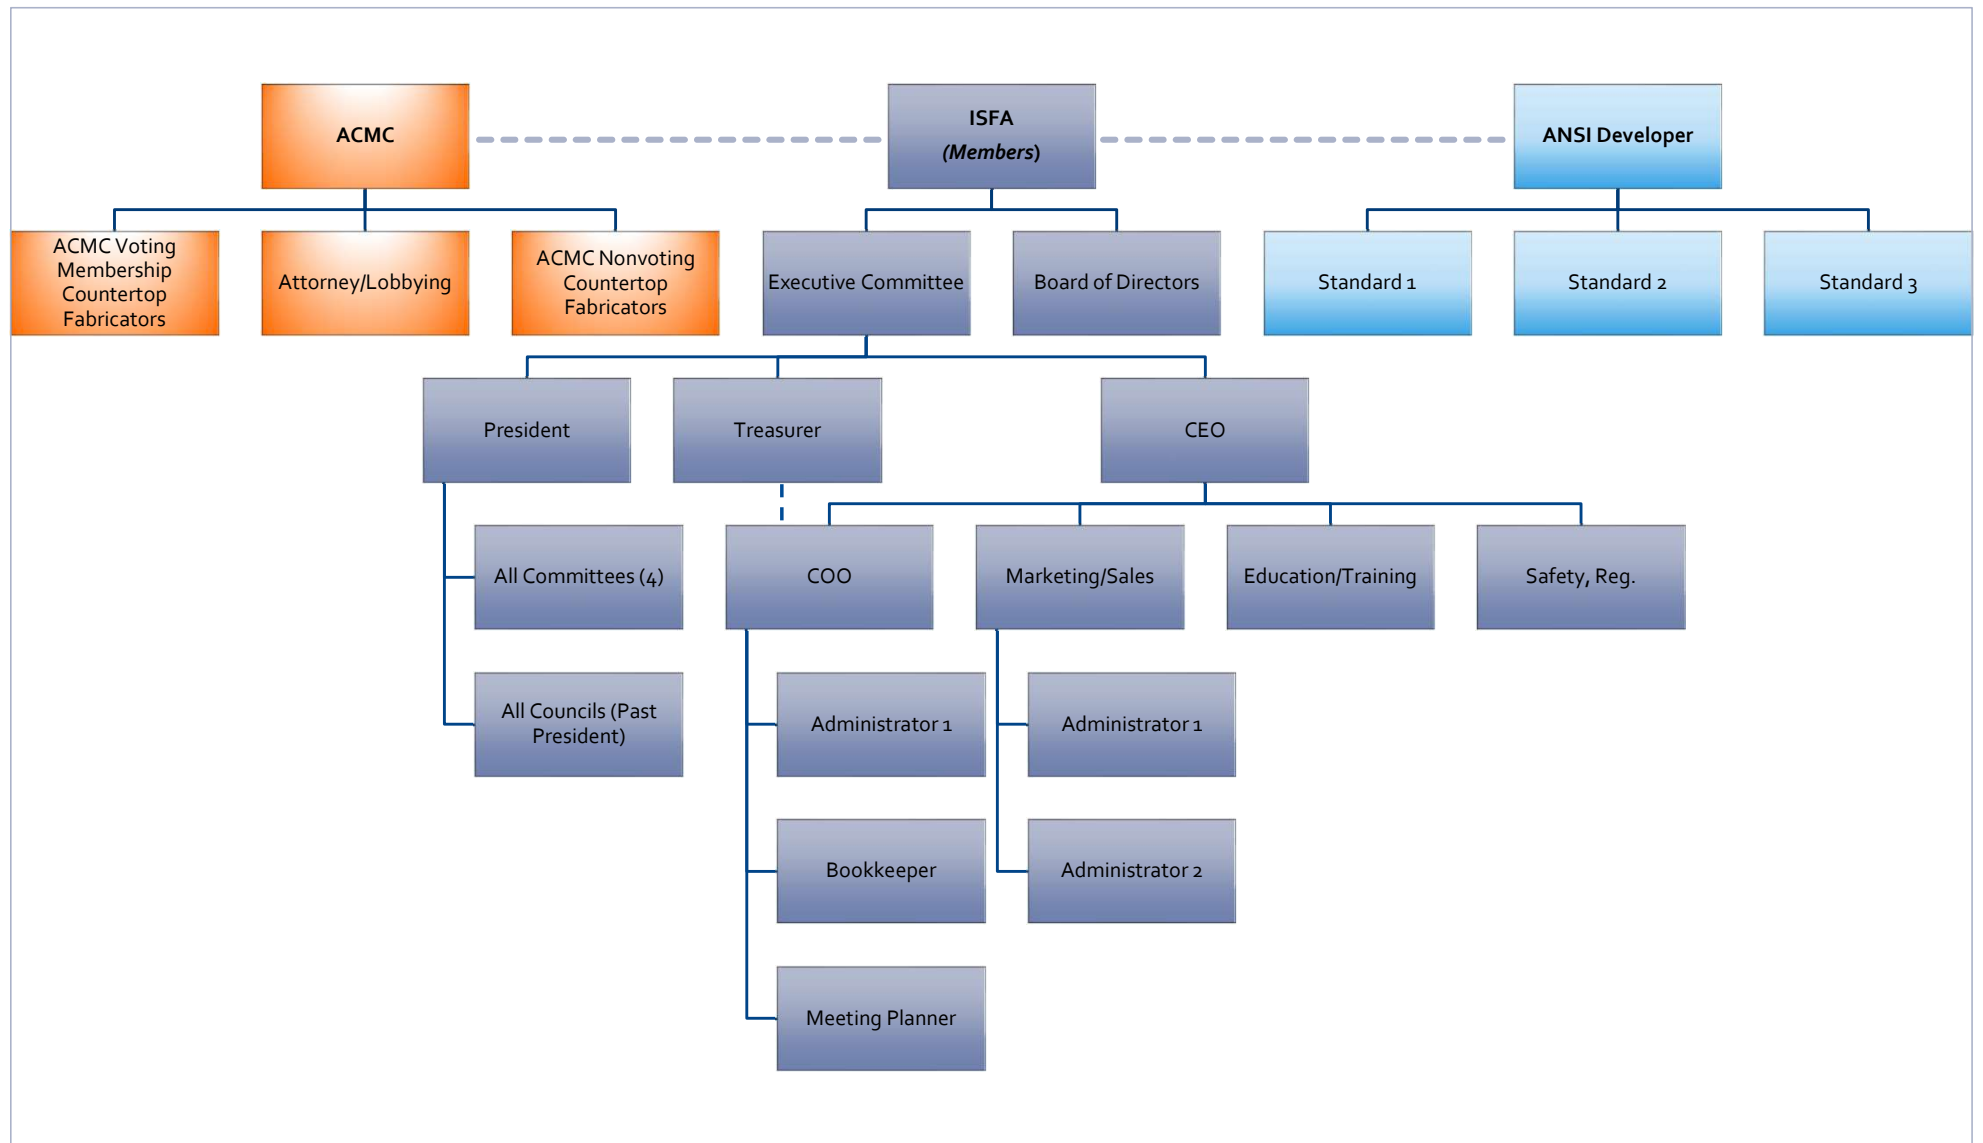 ACMC
ISFA
(Members)
ANSI Developer
ACMC Voting
Membership
Countertop
Fabricators
Attorney/Lobbying
ACMC Nonvoting
Countertop
Fabricators
Executive Committee
Board of Directors
Standard 1
Standard 2
Standard 3
President
Treasurer
CEO
All Committees (4)
COO
Marketing/Sales
Education/Training
Safety, Reg.
All Councils (Past
President)
Administrator 1
Administrator 1
Bookkeeper
Administrator 2
Meeting Planner